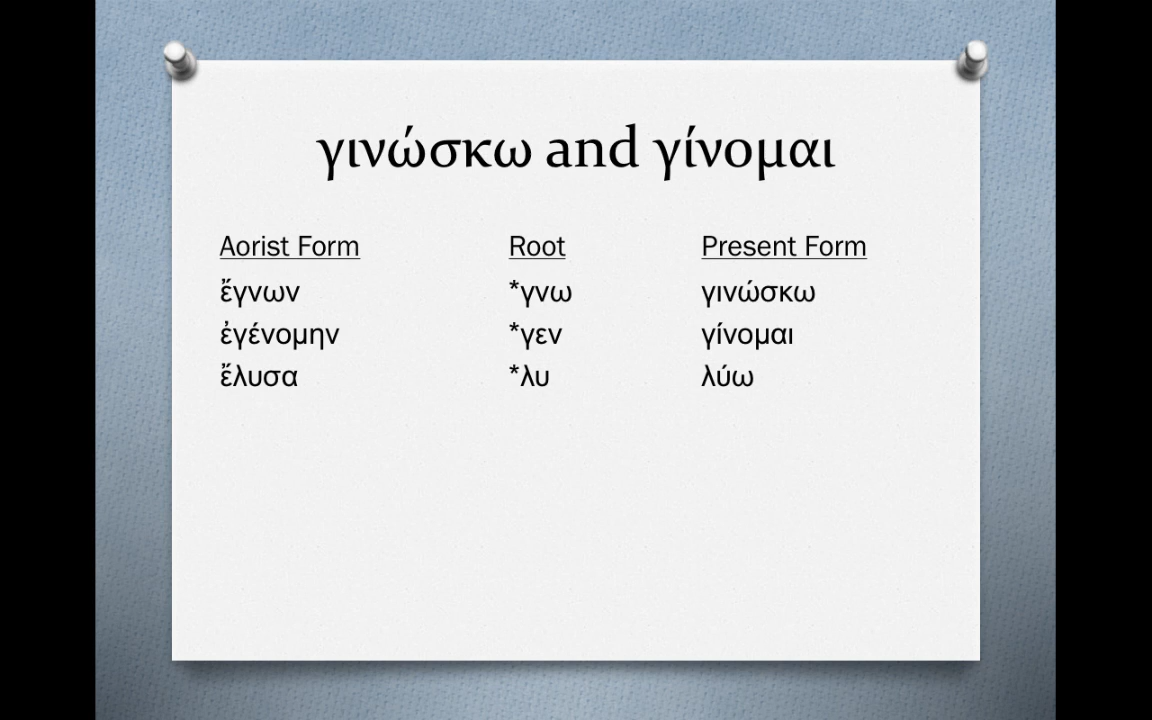 γινώσκω and γίνομαι
Aorist Form Root Present Form
ἔγνων *γνω γινώσκω
ἐγένομην *γεν γίνομαι
ἔλυσα *λυ λύω